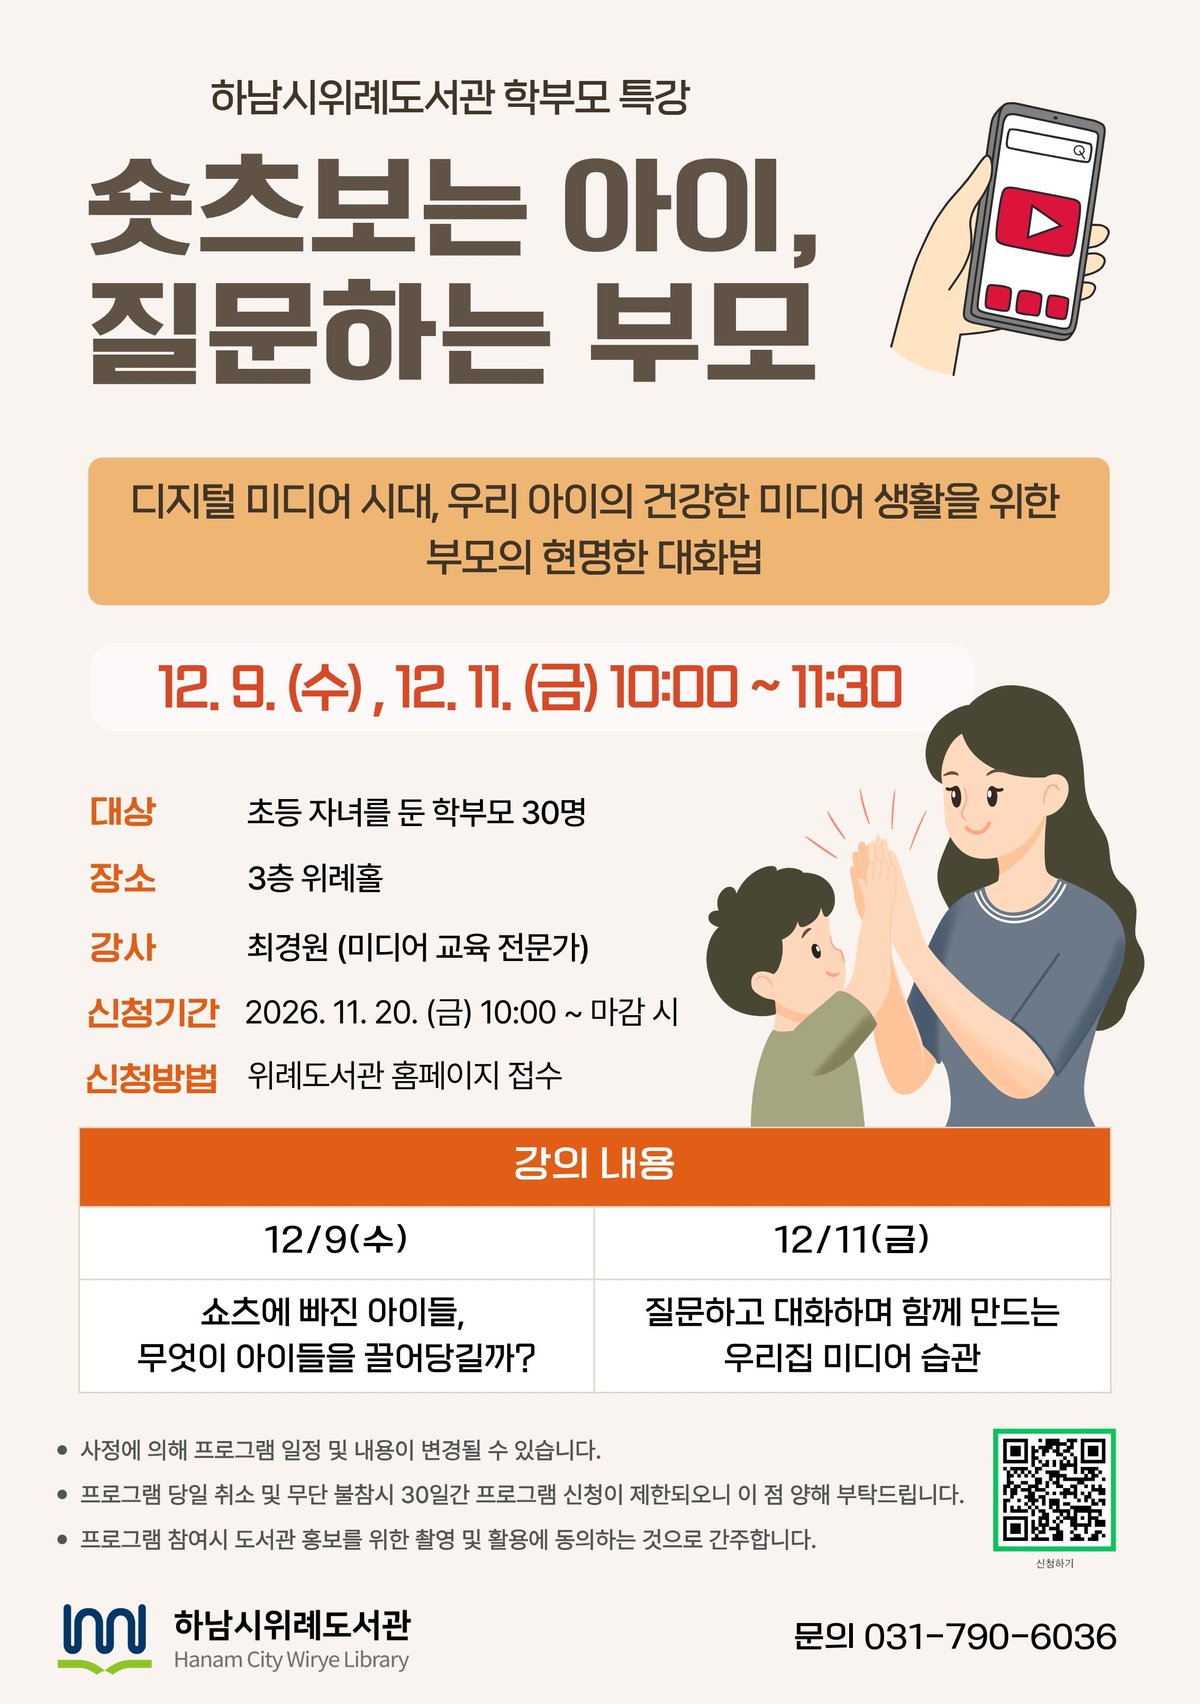 하남시위례도서관 학부모 특강
숏츠보는 아이,
질문하는 부모
디지털 미디어 시대, 우리 아이의 건강한 미디어 생활을 위한
부모의 현명한 대화법
12. 9. (수) , 12. 11. (금) 10:00 ~ 11:30
대상 초등 자녀를 둔 학부모 30명
장소 3층 위례홀
강사 최경원 (미디어 교육 전문가)
신청기간 2026. 11. 20. (금) 10:00 ~ 마감 시
신청방법 위례도서관 홈페이지 접수
강의 내용
12/9(수) 12/11(금)
쇼츠에 빠진 아이들, 질문하고 대화하며 함께 만드는
무엇이 아이들을 끌어당길까? 우리집 미디어 습관
• 사정에 의해 프로그램 일정 및 내용이 변경될 수 있습니다.
• 프로그램 당일 취소 및 무단 불참시 30일간 프로그램 신청이 제한되오니 이 점 양해 부탁드립니다.
• 프로그램 참여시 도서관 홍보를 위한 촬영 및 활용에 동의하는 것으로 간주합니다.
신청하기
하남시위례도서관
Hanam City Wirye Library
문의 031-790-6036